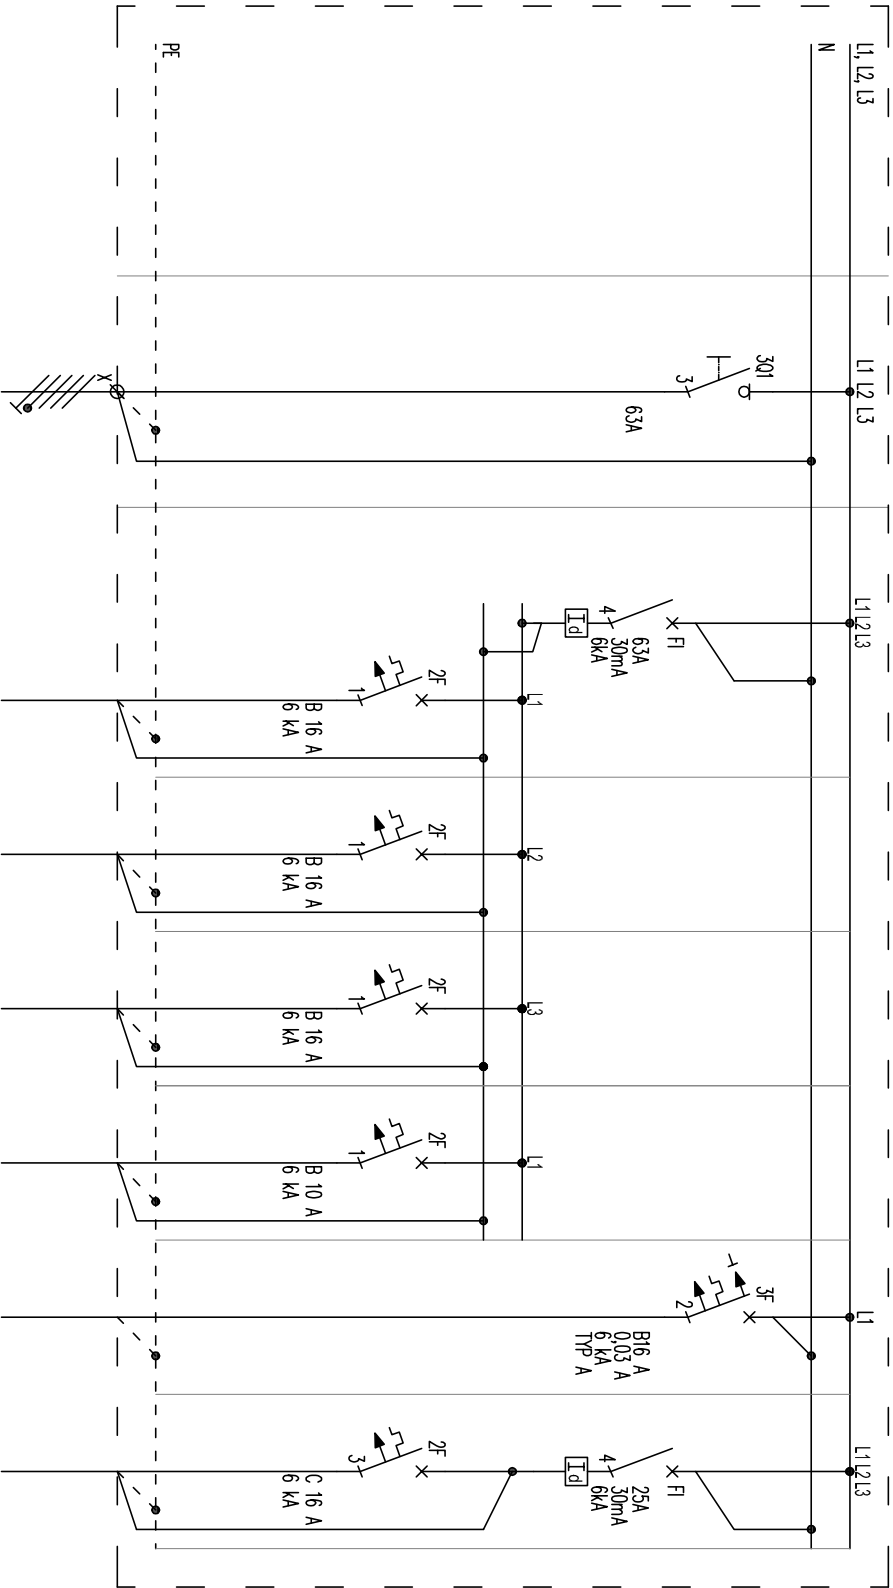 L1, L2, L3
N
PE
L1 L2 L3
3Q1
3
63A
X
L1 L2 L3
FI
4
63A
30mA
6kA
Id
L1
2F
1
B 16 A
6 kA
L2
2F
1
B 16 A
6 kA
L3
2F
1
B 16 A
6 kA
L1
2F
1
B 10 A
6 kA
L1
3F
2
B16 A
0,03 A
6 kA
TYP A
L1 L2 L3
FI
4
25A
30mA
6kA
Id
2F
3
C 16 A
6 kA